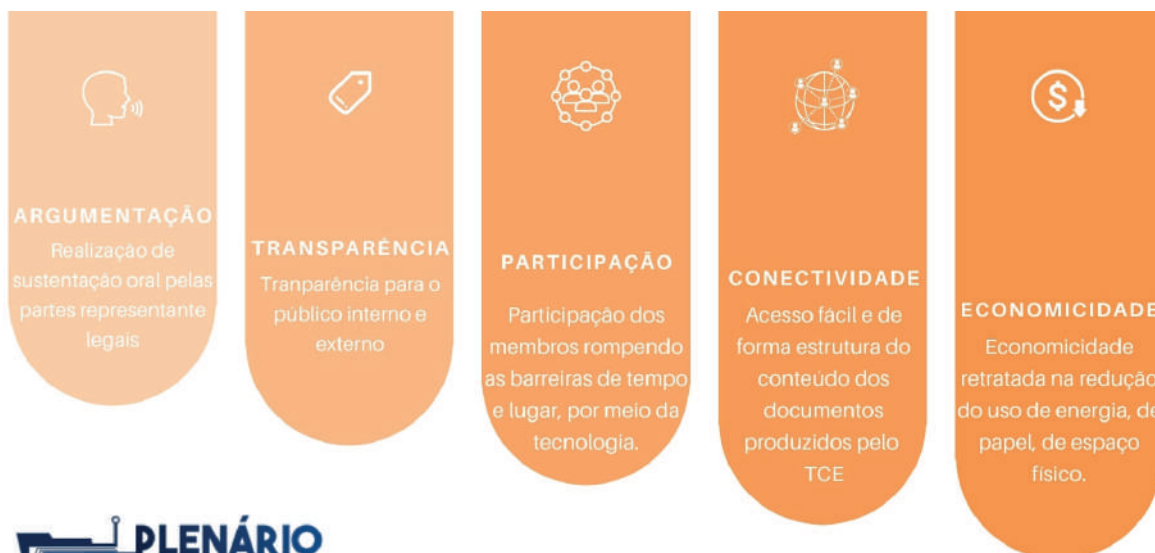 ARGUMENTAÇÃO
Realização de
sustentação oral pelas
partes representante
legais
TRANSPARÊNCIA
Tranparência para o
público interno e
externo
PARTICIPAÇÃO
Participação dos
membros rompendo
as barreiras de tempo
e lugar, por meio da
tecnologia.
CONECTIVIDADE
Acesso fácil e de
forma estrutura do
conteúdo dos
documentos
produzidos pelo
TCE
ECONOMICIDADE
Economicidade
retratada na redução
do uso de energia, de
papel, de espaço
físico.
PLENÁRIO